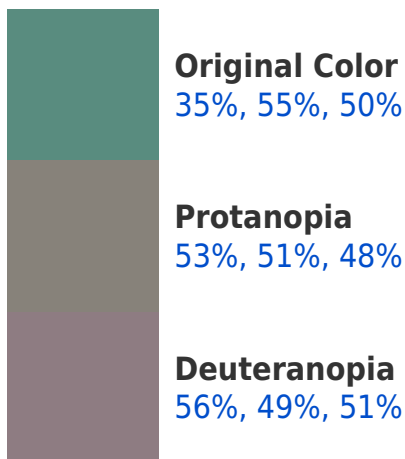 Original Color
35%, 55%, 50%
Protanopia
53%, 51%, 48%
Deuteranopia
56%, 49%, 51%